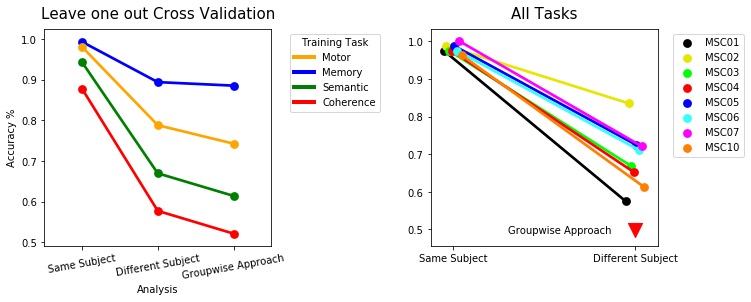 Leave one out Cross Validation
Accuracy %
1.0
0.9
0.8
0.7
0.6
0.5
Same Subject
Different Subject
Groupwise Approach
Analysis
Training Task
Motor
Memory
Semantic
Coherence
All Tasks
1.0
0.9
0.8
0.7
0.6
0.5
Groupwise Approach
Same Subject
Different Subject
MSC01
MSC02
MSC03
MSC04
MSC05
MSC06
MSC07
MSC10